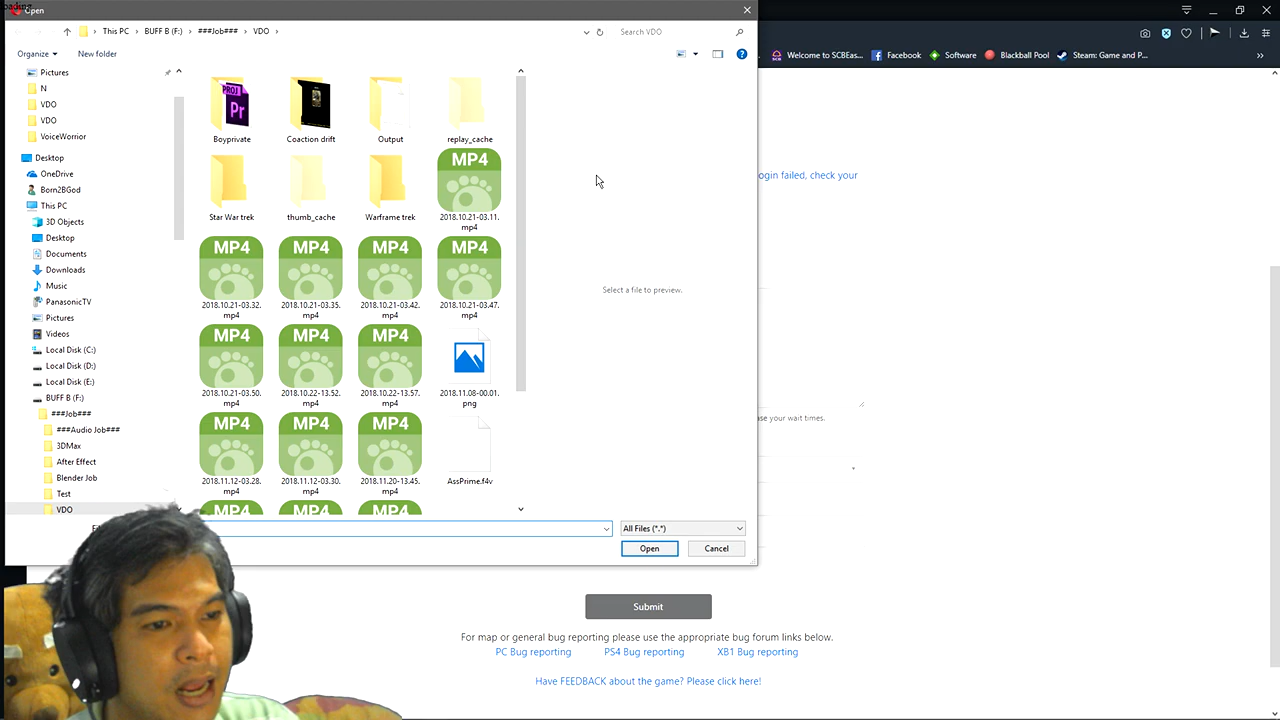 oading
Open
This PC > BUFF B (F:) > ###Job### > VDO >
Search VDO
Organize
New folder
Welcome to SCBEas...
Facebook
Software
Blackball Pool
Steam: Game and P...
Pictures
N
VDO
VDO
VoiceWorrior
Desktop
OneDrive
Born2BGod
This PC
3D Objects
Desktop
Documents
Downloads
Music
PanasonicTV
Pictures
Videos
Local Disk (C:)
Local Disk (D:)
Local Disk (E:)
BUFF B (F:)
###Job###
###Audio Job###
3DMax
After Effect
Blender Job
Test
VDO
PROJ
Pr
Boyprivate
Coaction drift
Output
replay_cache
MP4
Star War trek
thumb_cache
Warframe trek
2018.10.21-03.11.
mp4
MP4 MP4 MP4 MP4
2018.10.21-03.32.
mp4
2018.10.21-03.35.
mp4
2018.10.21-03.42.
mp4
2018.10.21-03.47.
mp4
MP4 MP4 MP4
2018.10.21-03.50.
mp4
2018.10.22-13.52.
mp4
2018.10.22-13.57.
mp4
2018.11.08-00.01.
png
MP4 MP4 MP4
2018.11.12-03.28.
mp4
2018.11.12-03.30.
mp4
2018.11.20-13.45.
mp4
AssPrime.f4v
MP4 MP4 MP4
Select a file to preview.
All Files (*.*)
Open
Cancel
ogin failed, check your
ase your wait times.
Submit
For map or general bug reporting please use the appropriate bug forum links below.
PC Bug reporting
PS4 Bug reporting
XB1 Bug reporting
Have FEEDBACK about the game? Please click here!